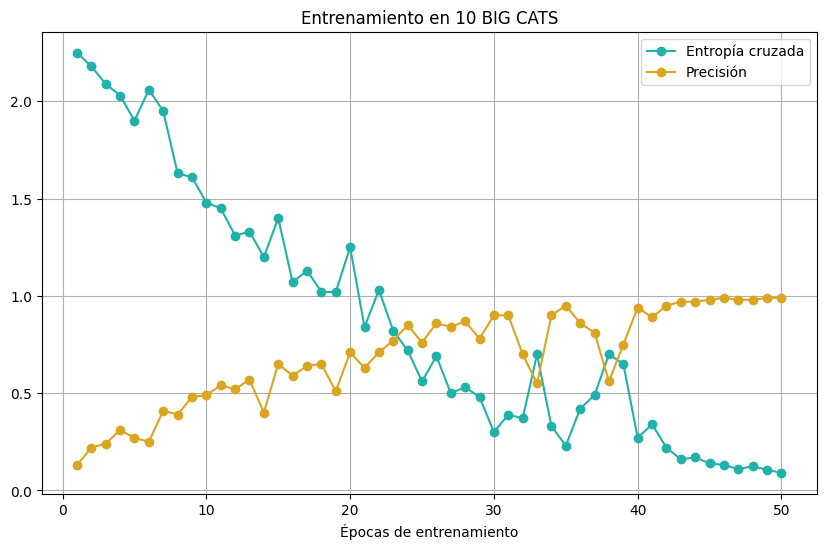 Entrenamiento en 10 BIG CATS
Entropía cruzada
Precisión
2.0
1.5
1.0
0.5
0.0
0 10 20 30 40 50
Épocas de entrenamiento